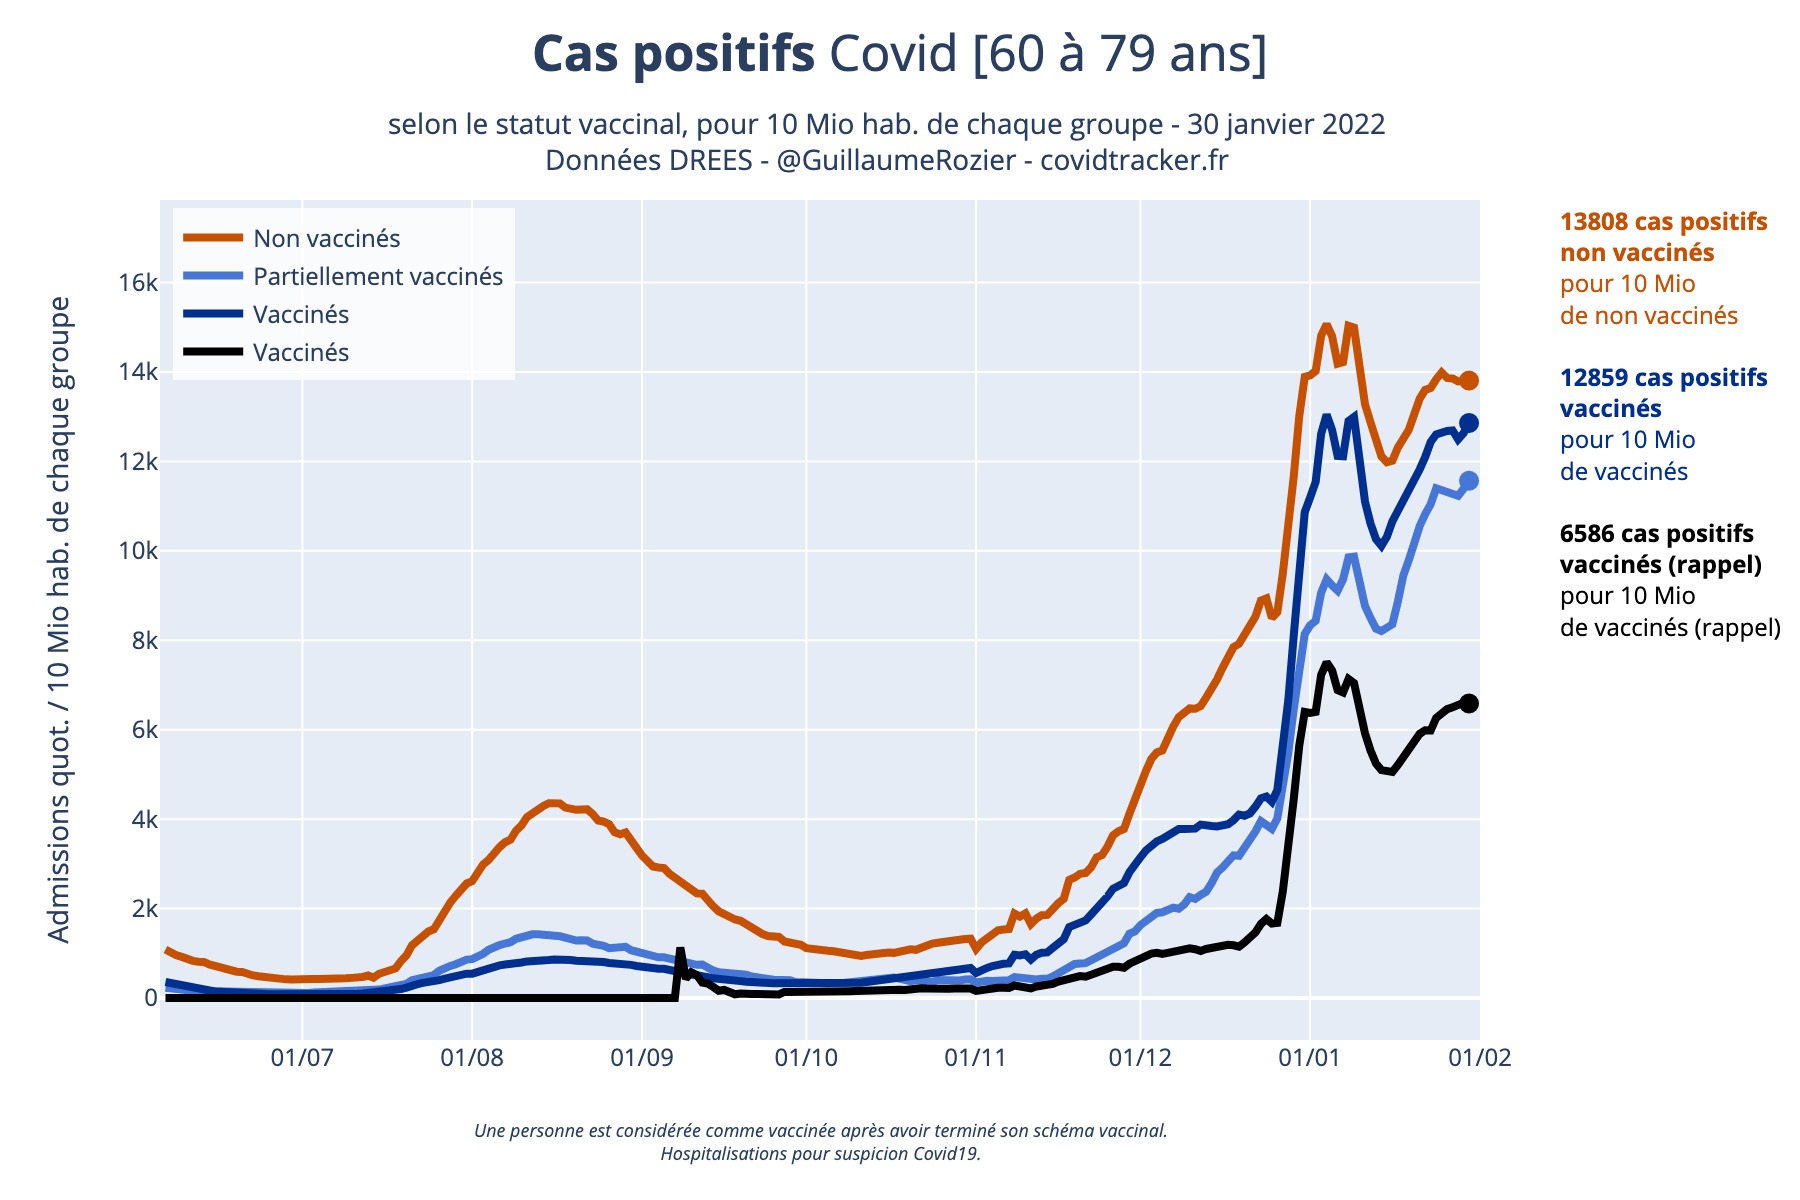 Cas positifs Covid [60 à 79 ans]
selon le statut vaccinal, pour 10 Mio hab. de chaque groupe - 30 janvier 2022
Données DREES - @GuillaumeRozier - covidtracker.fr
Non vaccinés
Partiellement vaccinés
Vaccinés
Vaccinés
Admissions quot. / 10 Mio hab. de chaque groupe
16k
14k
12k
10k
8k
6k
4k
2k
0
01/07
01/08
01/09
01/10
01/11
01/12
01/01
01/02
13808 cas positifs
non vaccinés
pour 10 Mio
de non vaccinés
12859 cas positifs
vaccinés
pour 10 Mio
de vaccinés
6586 cas positifs
vaccinés (rappel)
pour 10 Mio
de vaccinés (rappel)
Une personne est considérée comme vaccinée après avoir terminé son schéma vaccinal.
Hospitalisations pour suspicion Covid19.